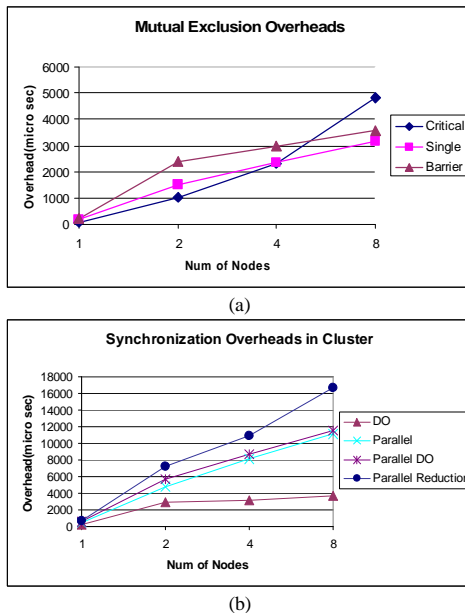 Mutual Exclusion Overheads
6000
5000
4000
3000
2000
1000
0
Overhead(micro sec)
1 2 4 8
Num of Nodes
Critical
Single
Barrier
(a)
Synchronization Overheads in Cluster
18000
16000
14000
12000
10000
8000
6000
4000
2000
0
Overhead(micro sec)
1 2 4 8
Num of Nodes
DO
Parallel
Parallel DO
Parallel Reduction
(b)